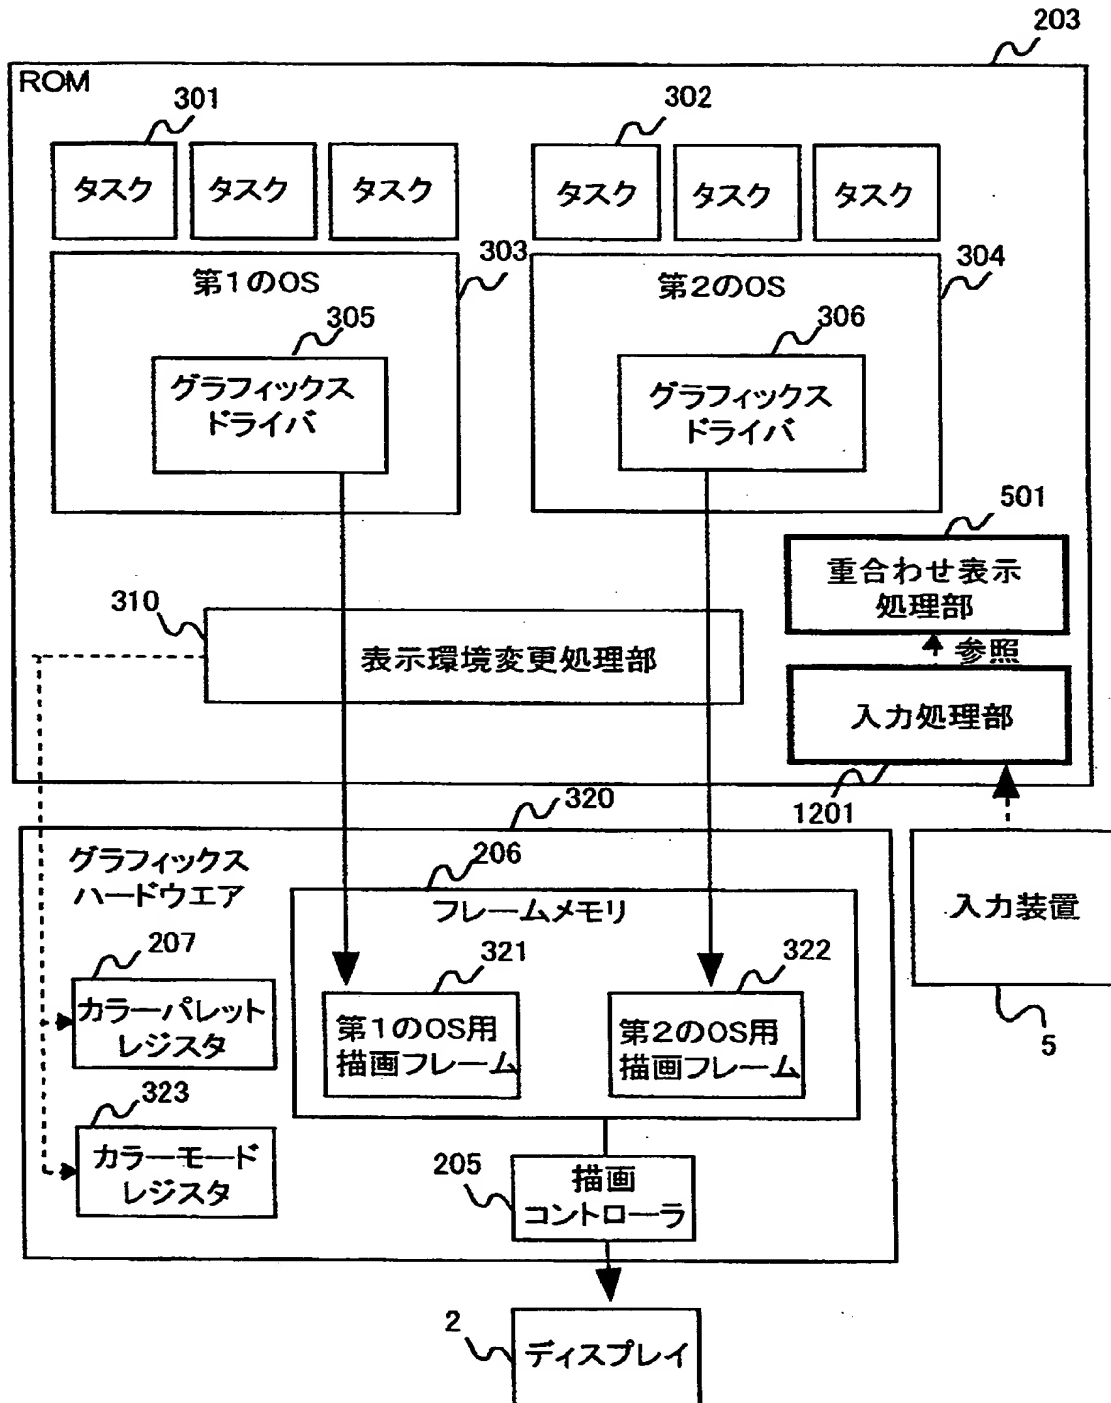 203
ROM
301
302
タスク
タスク
タスク
タスク
タスク
タスク
303
304
第1のOS
第2のOS
305
306
グラフィックス
ドライバ
グラフィックス
ドライバ
501
重合わせ表示
処理部
310
参照
表示環境変更処理部
入力処理部
320
1201
グラフィックス
ハードウエア
206
フレームメモリ
入力装置
207
321
322
カラーパレット
レジスタ
第1のOS用
描画フレーム
第2のOS用
描画フレーム
5
323
カラーモード
レジスタ
205
描画
コントローラ
2
ディスプレイ